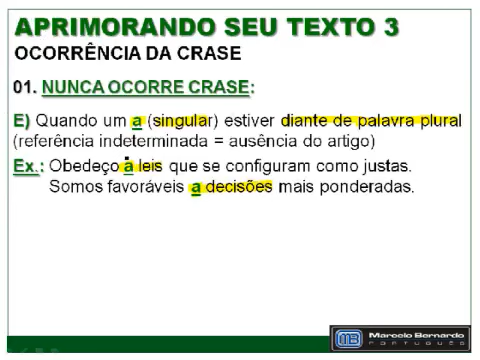 APRIMORANDO SEU TEXTO 3
OCORRÊNCIA DA CRASE
01. NUNCA OCORRE CRASE:
E) Quando um a (singular) estiver diante de palavra plural
(referência indeterminada = ausência do artigo)
Ex.: Obedeço a leis que se configuram como justas.
Somos favoráveis a decisões mais ponderadas.
MB Marcelo Bernardo
PORTUGUÊS